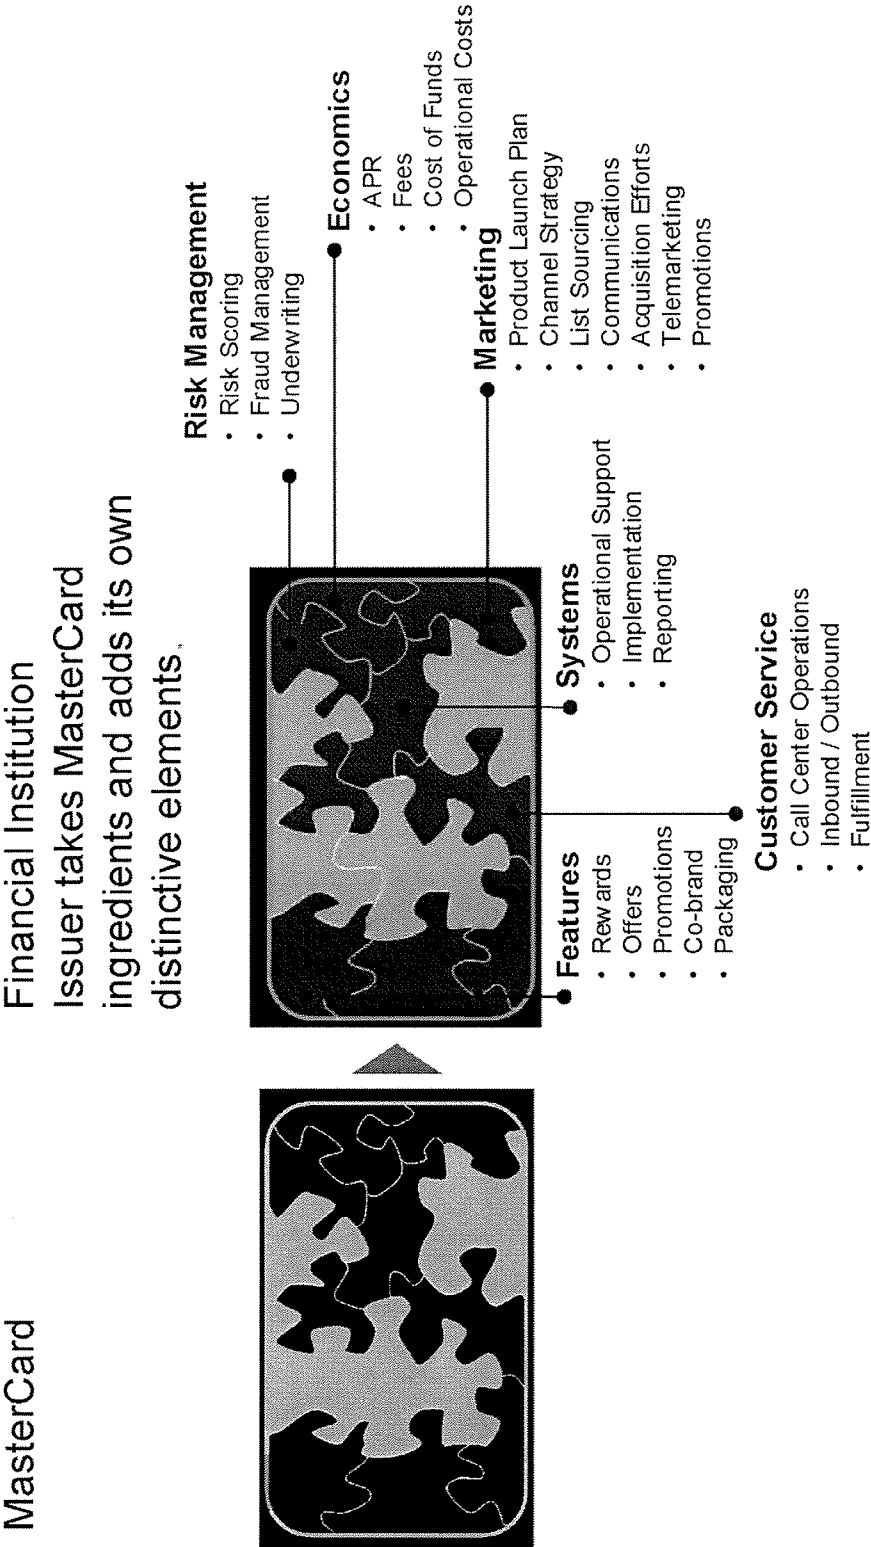 MasterCard
Financial Institution
Issuer takes MasterCard
ingredients and adds its own
distinctive elements.
Risk Management
• Risk Scoring
• Fraud Management
• Underwriting
Economics
• APR
• Fees
• Cost of Funds
• Operational Costs
Marketing
• Product Launch Plan
• Channel Strategy
• List Sourcing
• Communications
• Acquisition Efforts
• Telemarketing
• Promotions
Systems
• Operational Support
• Implementation
• Reporting
Features
• Rewards
• Offers
• Promotions
• Co-brand
• Packaging
Customer Service
• Call Center Operations
• Inbound / Outbound
• Fulfillment